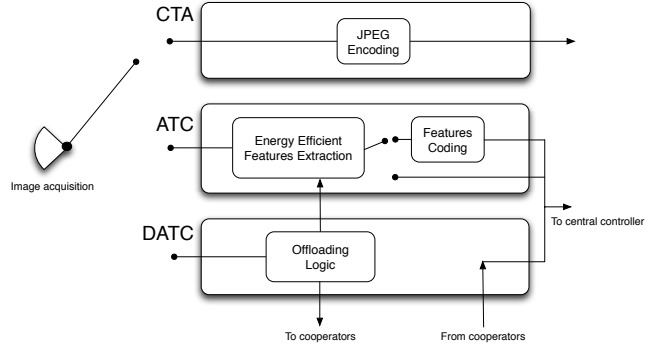 CTA
JPEG
Encoding
ATC
Energy Efficient
Features Extraction
Features
Coding
Image acquisition
To central controller
DATC
Offloading
Logic
To cooperators
From cooperators